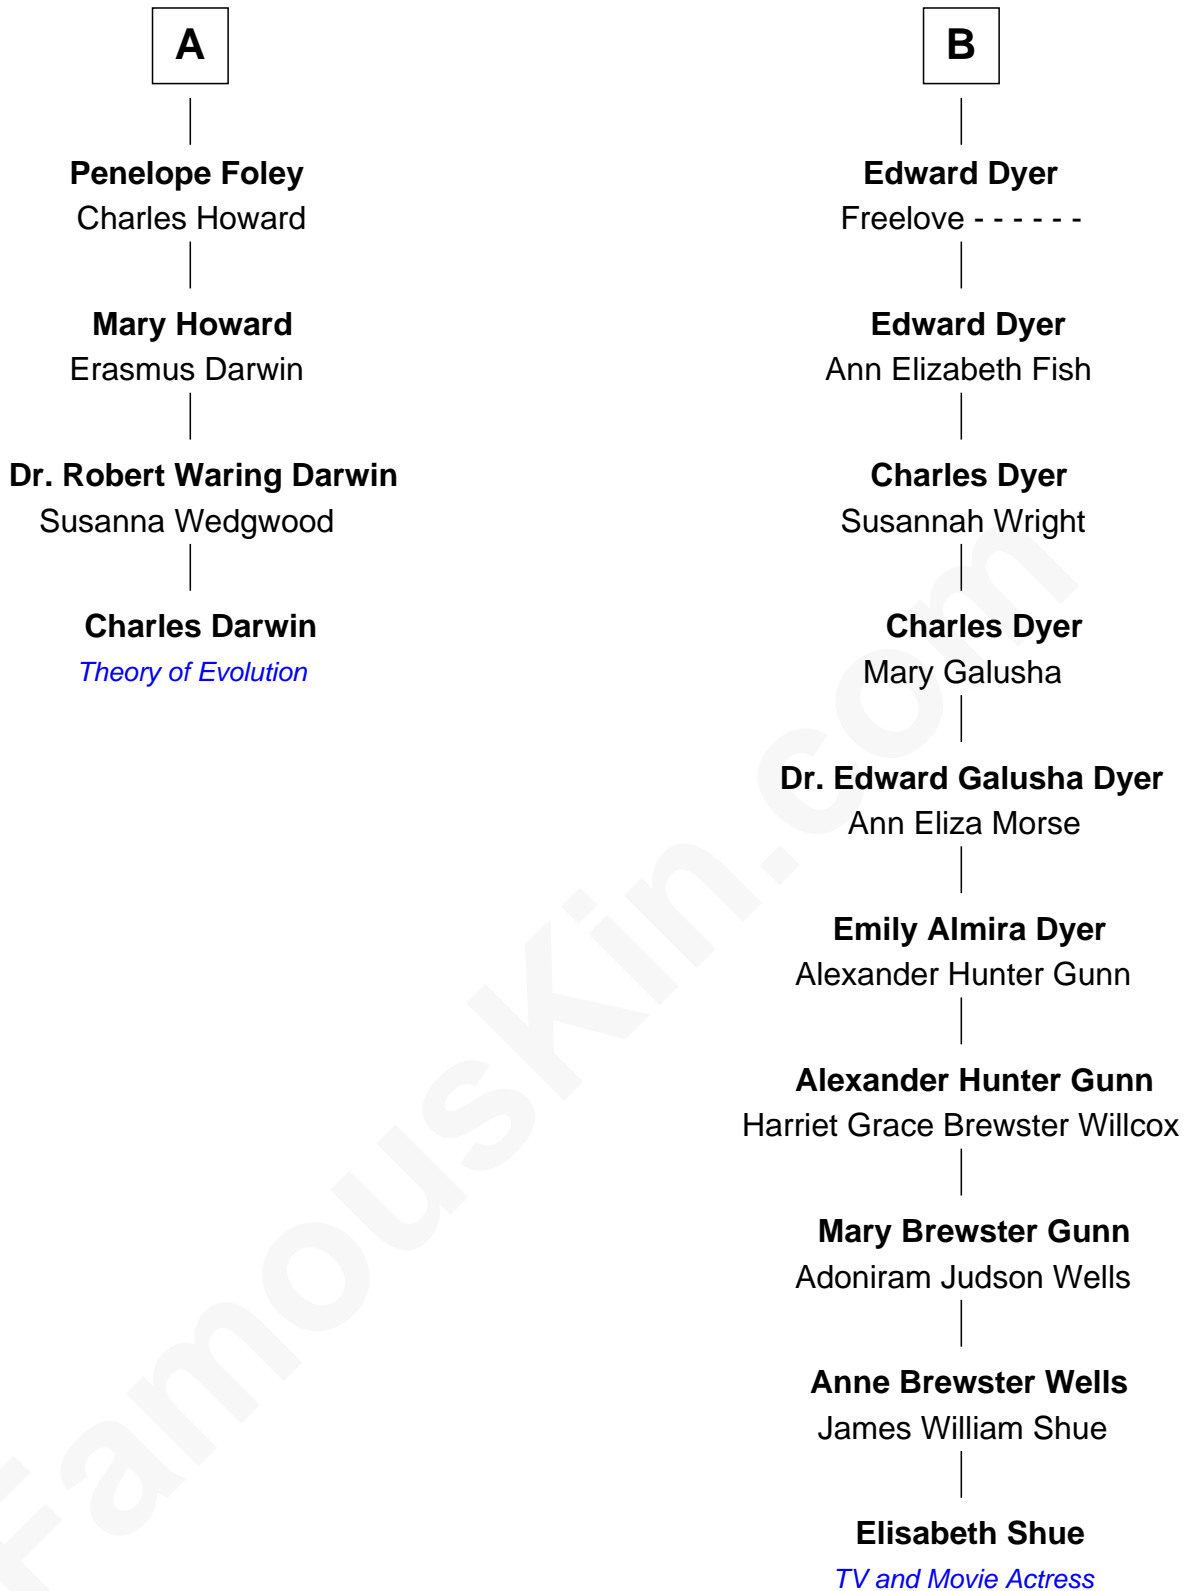 A
Penelope Foley
Charles Howard
Mary Howard
Erasmus Darwin
Dr. Robert Waring Darwin
Susanna Wedgwood
Charles Darwin
Theory of Evolution
B
Edward Dyer
Freelove - - - - - -
Edward Dyer
Ann Elizabeth Fish
Charles Dyer
Susannah Wright
Charles Dyer
Mary Galusha
Dr. Edward Galusha Dyer
Ann Eliza Morse
Emily Almira Dyer
Alexander Hunter Gunn
Alexander Hunter Gunn
Harriet Grace Brewster Willcox
Mary Brewster Gunn
Adoniram Judson Wells
Anne Brewster Wells
James William Shue
Elisabeth Shue
TV and Movie Actress
FamousKin.com